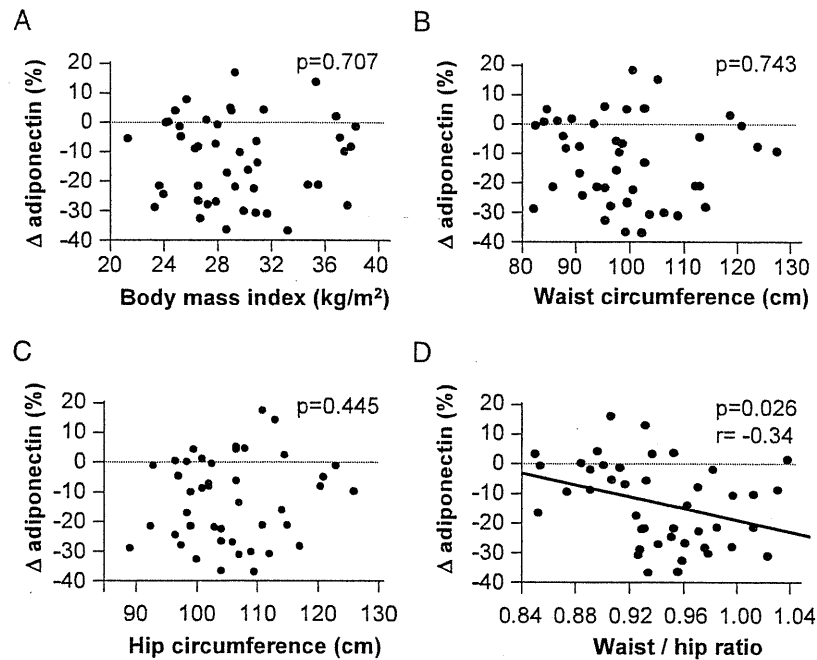 A
Δ adiponectin (%)
20
10
0
-10
-20
-30
-40
p=0.707
20 24 28 32 36 40
Body mass index (kg/m²)
B
Δ adiponectin (%)
20
10
0
-10
-20
-30
-40
p=0.743
80 90 100 110 120 130
Waist circumference (cm)
C
Δ adiponectin (%)
20
10
0
-10
-20
-30
-40
p=0.445
90 100 110 120 130
Hip circumference (cm)
D
Δ adiponectin (%)
20
10
0
-10
-20
-30
-40
p=0.026
r= -0.34
0.84 0.88 0.92 0.96 1.00 1.04
Waist / hip ratio